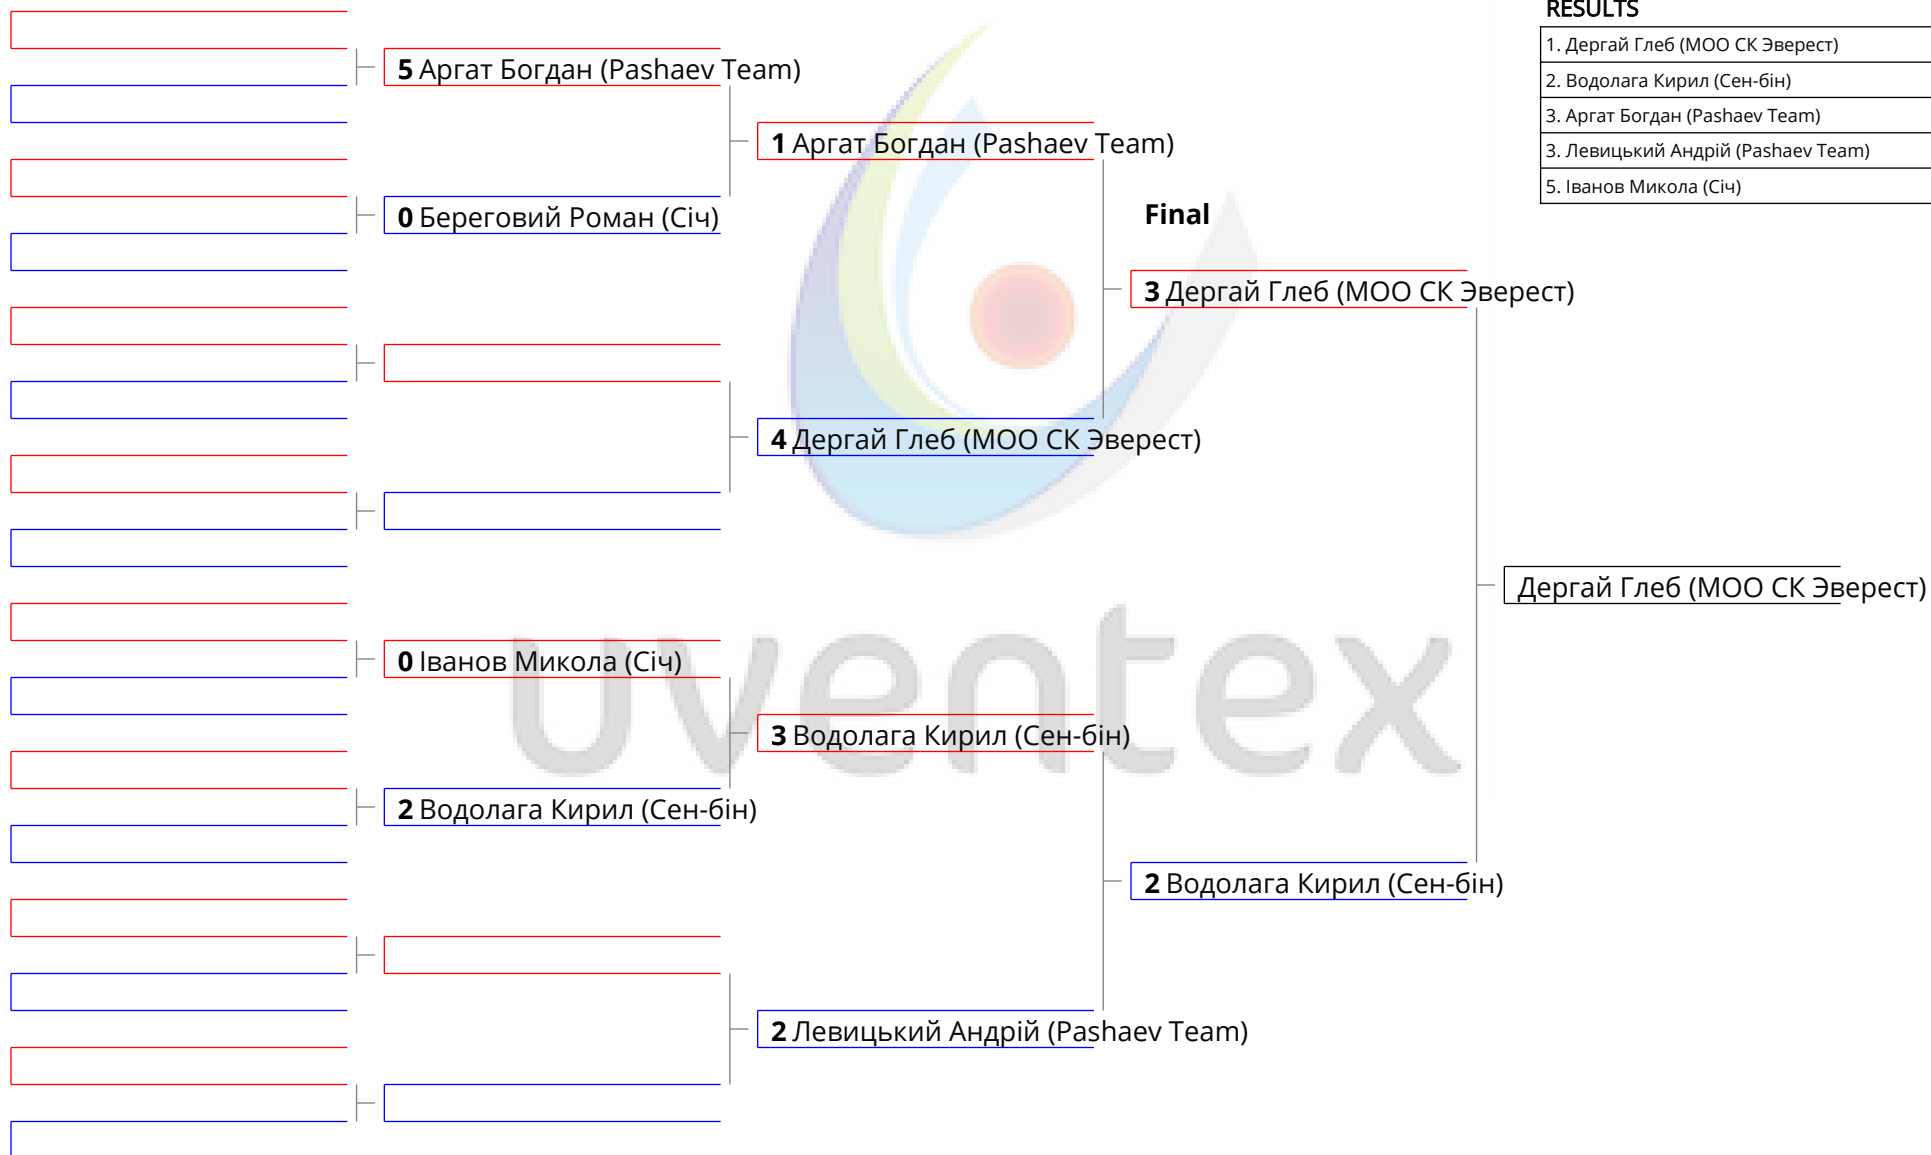 RESULTS
1. Дергай Глеб (МОО СК Эверест)
2. Водолага Кирил (Сен-бін)
3. Аргат Богдан (Pashaev Team)
3. Левицький Андрій (Pashaev Team)
5. Іванов Микола (Січ)
5 Аргат Богдан (Pashaev Team)
0 Береговий Роман (Січ)
0 Іванов Микола (Січ)
2 Водолага Кирил (Сен-бін)
1 Аргат Богдан (Pashaev Team)
4 Дергай Глеб (МОО СК Эверест)
3 Водолага Кирил (Сен-бін)
2 Левицький Андрій (Pashaev Team)
Final
3 Дергай Глеб (МОО СК Эверест)
2 Водолага Кирил (Сен-бін)
Дергай Глеб (МОО СК Эверест)
uventex